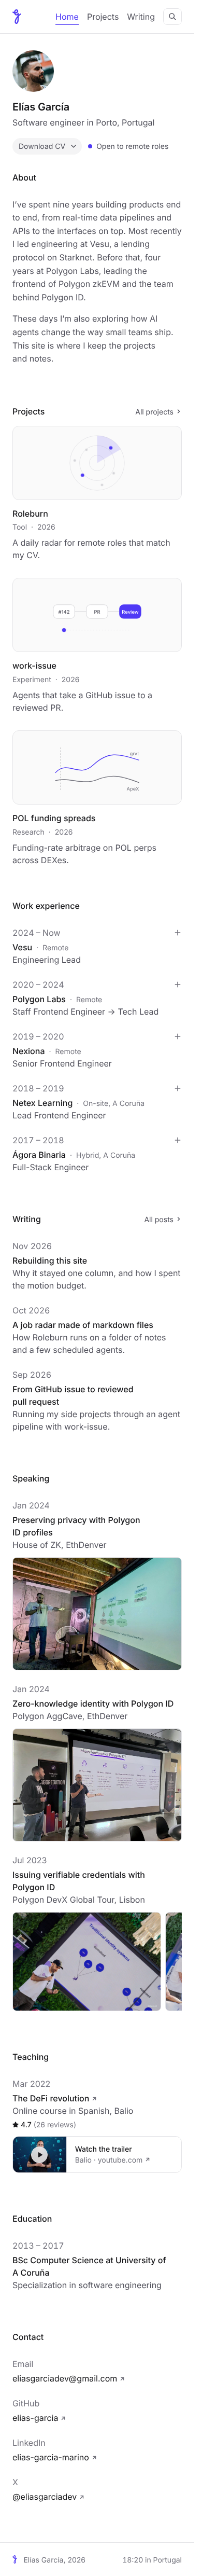 Home Projects Writing
Elías García
Software engineer in Porto, Portugal
Download CV
Open to remote roles
About
I've spent nine years building products end
to end, from real-time data pipelines and
APIs to the interfaces on top. Most recently
I led engineering at Vesu, a lending
protocol on Starknet. Before that, four
years at Polygon Labs, leading the
frontend of Polygon zkEVM and the team
behind Polygon ID.
These days I'm also exploring how AI
agents change the way small teams ship.
This site is where I keep the projects
and notes.
Projects
All projects
Roleburn
Tool · 2026
A daily radar for remote roles that match
my CV.
#142
PR
Review
work-issue
Experiment · 2026
Agents that take a GitHub issue to a
reviewed PR.
grvt
ApeX
POL funding spreads
Research · 2026
Funding-rate arbitrage on POL perps
across DEXes.
Work experience
2024 – Now
Vesu · Remote
Engineering Lead
2020 – 2024
Polygon Labs · Remote
Staff Frontend Engineer → Tech Lead
2019 – 2020
Nexiona · Remote
Senior Frontend Engineer
2018 – 2019
Netex Learning · On-site, A Coruña
Lead Frontend Engineer
2017 – 2018
Ágora Binaria · Hybrid, A Coruña
Full-Stack Engineer
Writing
All posts
Nov 2026
Rebuilding this site
Why it stayed one column, and how I spent
the motion budget.
Oct 2026
A job radar made of markdown files
How Roleburn runs on a folder of notes
and a few scheduled agents.
Sep 2026
From GitHub issue to reviewed
pull request
Running my side projects through an agent
pipeline with work-issue.
Speaking
Jan 2024
Preserving privacy with Polygon
ID profiles
House of ZK, EthDenver
Jan 2024
Zero-knowledge identity with Polygon ID
Polygon AggCave, EthDenver
Jul 2023
Issuing verifiable credentials with
Polygon ID
Polygon DevX Global Tour, Lisbon
Teaching
Mar 2022
The DeFi revolution ↗
Online course in Spanish, Balio
★ 4.7 (26 reviews)
Watch the trailer
Balio · youtube.com ↗
Education
2013 – 2017
BSc Computer Science at University of
A Coruña
Specialization in software engineering
Contact
Email
eliasgarciadev@gmail.com ↗
GitHub
elias-garcia ↗
LinkedIn
elias-garcia-marino ↗
X
@eliasgarciadev ↗
Elías García, 2026
18:20 in Portugal